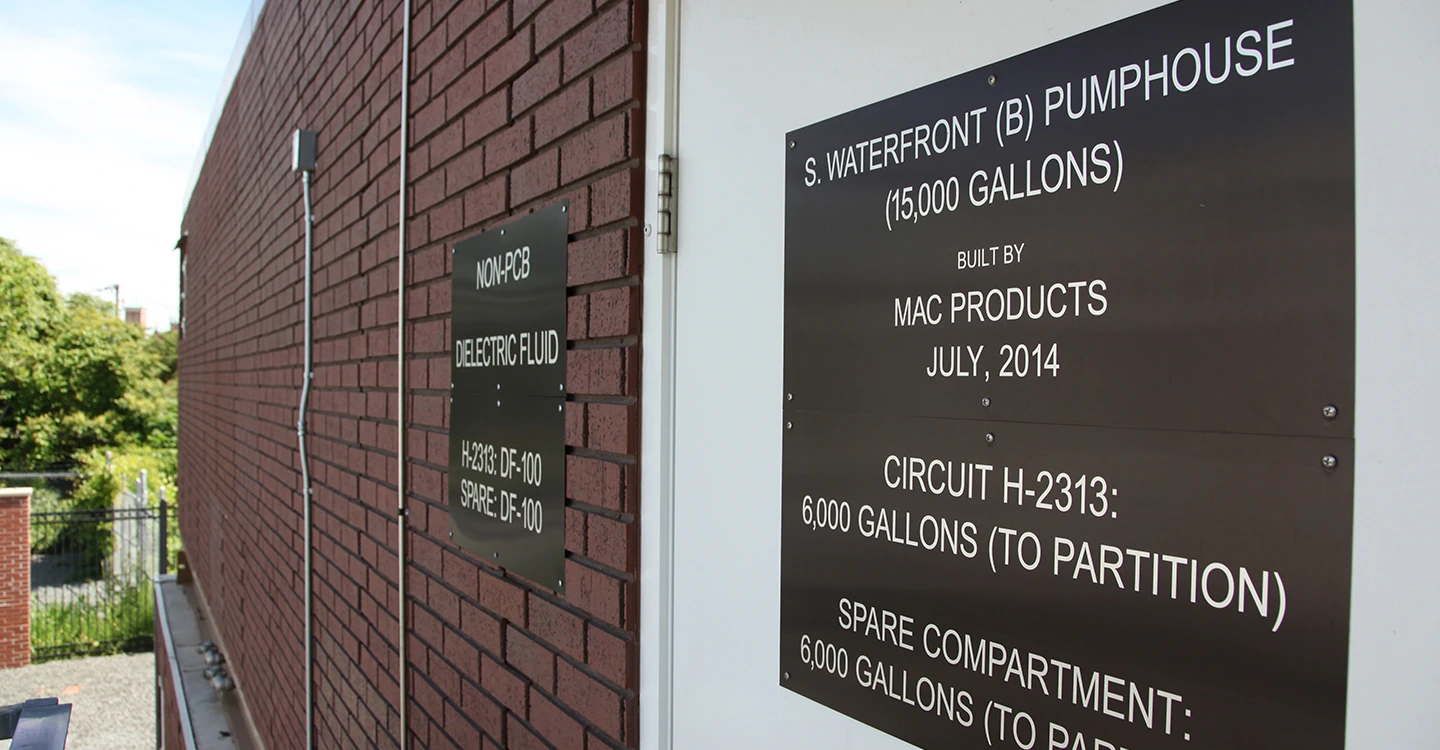 NON-PCB
DIELECTRIC FLUID
H-2313: DF-100
SPARE: DF-100
S. WATERFRONT (B) PUMPHOUSE
(15,000 GALLONS)
BUILT BY
MAC PRODUCTS
JULY, 2014
CIRCUIT H-2313:
6,000 GALLONS (TO PARTITION)
SPARE COMPARTMENT:
6,000 GALLONS (TO